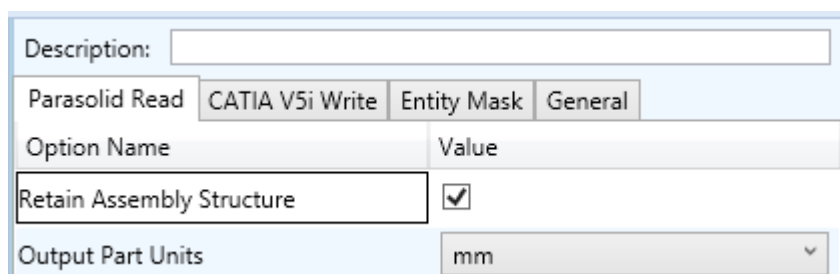 Description:
Parasolid Read CATIA V5i Write Entity Mask General
Option Name Value
Retain Assembly Structure
Output Part Units mm